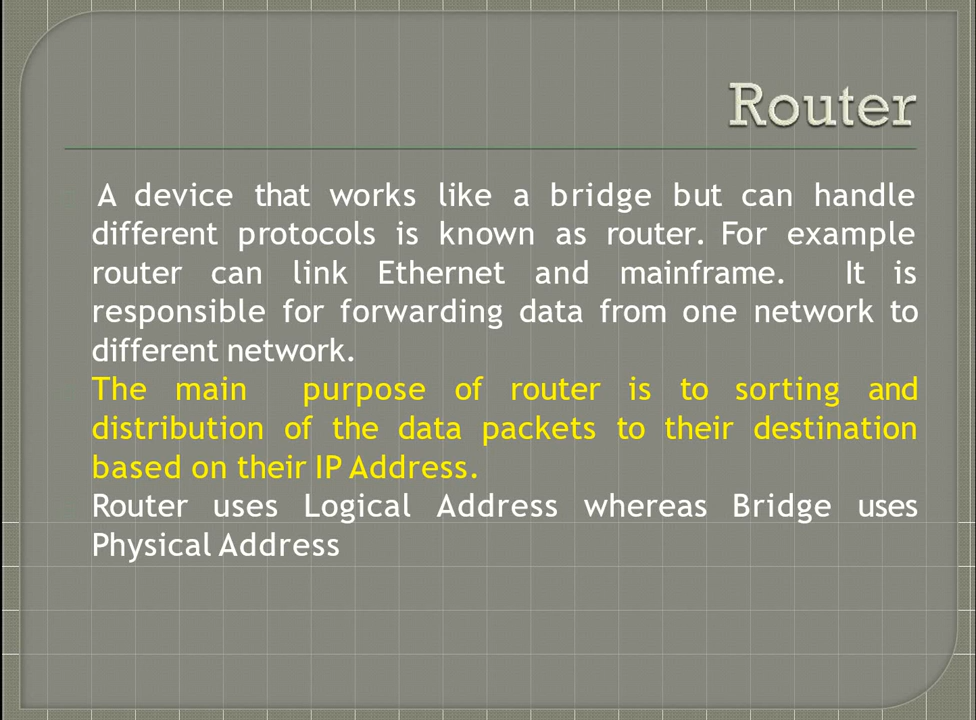 Router
A device that works like a bridge but can handle
different protocols is known as router. For example
router can link Ethernet and mainframe. It is
responsible for forwarding data from one network to
different network.
The main purpose of router is to sorting and
distribution of the data packets to their destination
based on their IP Address.
Router uses Logical Address whereas Bridge uses
Physical Address